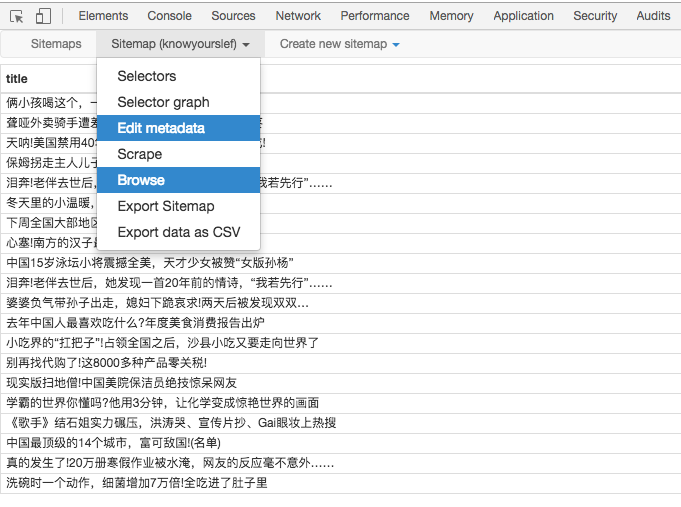 Elements Console Sources Network Performance Memory Application Security Audits
Sitemaps Sitemap (knowyourslef) Create new sitemap
title
Selectors
Selector graph
Edit metadata
Scrape
Browse
Export Sitemap
Export data as CSV
俩小孩喝这个，
聋哑外卖骑手遭
天呐!美国禁用40
保姆拐走主人儿
泪奔!老伴去世后， “我若先行”……
冬天里的小温暖，
下周全国大部地
心塞!南方的汉子
中国15岁泳坛小将震撼全美，天才少女被赞“女版孙杨”
泪奔!老伴去世后，她发现一首20年前的情诗，“我若先行”……
婆婆负气带孙子出走，媳妇下跪哀求!两天后被发现双双…
去年中国人最喜欢吃什么?年度美食消费报告出炉
小吃界的“扛把子”!占领全国之后，沙县小吃又要走向世界了
别再找代购了!这8000多种产品零关税!
现实版扫地僧!中国美院保洁员绝技惊呆网友
学霸的世界你懂吗?他用3分钟，让化学变成惊艳世界的画面
《歌手》结石姐实力碾压，洪涛哭、宣传片抄、Gai眼妆上热搜
中国最顶级的14个城市，富可敌国!(名单)
真的发生了!20万册寒假作业被水淹，网友的反应毫不意外……
洗碗时一个动作，细菌增加7万倍!全吃进了肚子里